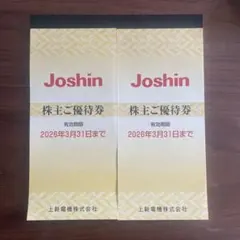 Joshin
株主ご優待券
有効期限
2026年3月31日まで
上新電機株式会社
Joshin
株主ご優待券
有効期限
2026年3月31日まで
上新電機株式会社